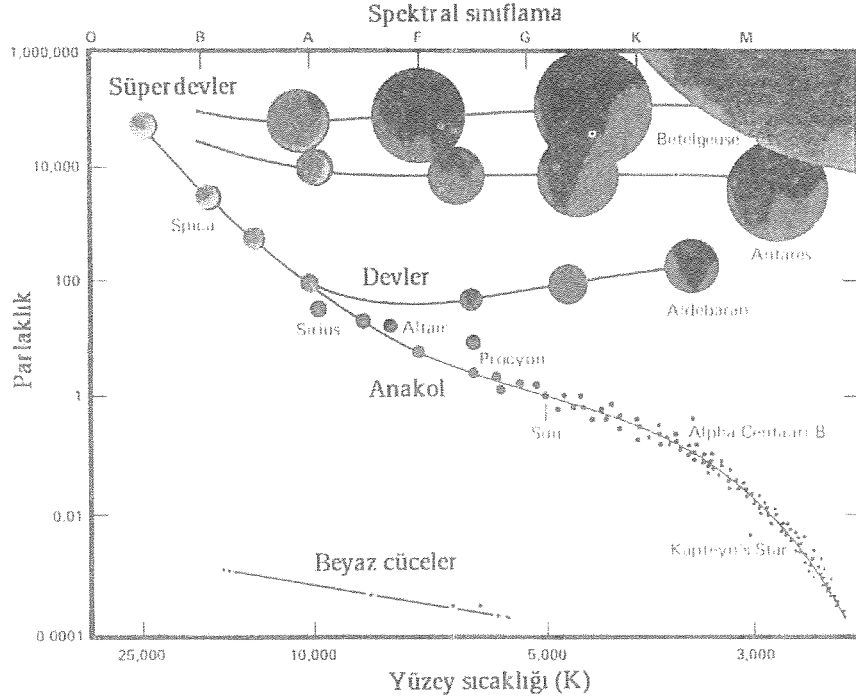 Spektral sınıflama
O B A F G K M
1,000,000
Süperdevler
Betelgeuse
10,000
Spica
Antares
Devler
100
Aldebaran
Sirius
Altair
Procyon
Parlaklık
Anakol
1
Sun
Alpha Centauri B
0.01
Kapteyn's Star
Beyaz cüceler
0.0001
25,000 10,000 5,000 3,000
Yüzey sıcaklığı (K)